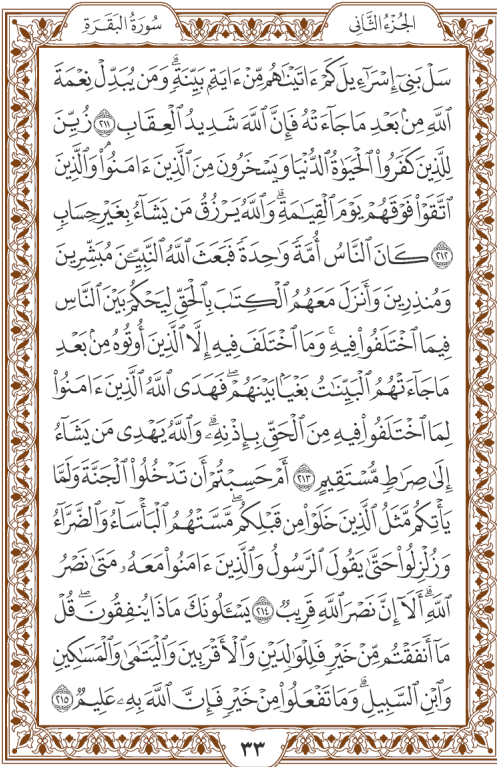 الجزء الثاني
سورة البقرة
سَلْ بَنِىٓ إِسْرَٰٓءِيلَ كَمْ ءَاتَيْنَٰهُم مِّنْ ءَايَةٍۭ بَيِّنَةٍۗ وَمَن يُبَدِّلْ نِعْمَةَ
ٱللَّهِ مِنۢ بَعْدِ مَا جَآءَتْهُ فَإِنَّ ٱللَّهَ شَدِيدُ ٱلْعِقَابِ ٢١١ زُيِّنَ
لِلَّذِينَ كَفَرُوا۟ ٱلْحَيَوٰةُ ٱلدُّنْيَا وَيَسْخَرُونَ مِنَ ٱلَّذِينَ ءَامَنُوا۟ۘ وَٱلَّذِينَ
ٱتَّقَوْا۟ فَوْقَهُمْ يَوْمَ ٱلْقِيَٰمَةِۗ وَٱللَّهُ يَرْزُقُ مَن يَشَآءُ بِغَيْرِ حِسَابٍ
٢١٢ كَانَ ٱلنَّاسُ أُمَّةً وَٰحِدَةً فَبَعَثَ ٱللَّهُ ٱلنَّبِيِّۦنَ مُبَشِّرِينَ
وَمُنذِرِينَ وَأَنزَلَ مَعَهُمُ ٱلْكِتَٰبَ بِٱلْحَقِّ لِيَحْكُمَ بَيْنَ ٱلنَّاسِ
فِيمَا ٱخْتَلَفُوا۟ فِيهِۚ وَمَا ٱخْتَلَفَ فِيهِ إِلَّا ٱلَّذِينَ أُوتُوهُ مِنۢ بَعْدِ
مَا جَآءَتْهُمُ ٱلْبَيِّنَٰتُ بَغْيًۢا بَيْنَهُمْۖ فَهَدَى ٱللَّهُ ٱلَّذِينَ ءَامَنُوا۟
لِمَا ٱخْتَلَفُوا۟ فِيهِ مِنَ ٱلْحَقِّ بِإِذْنِهِۦۗ وَٱللَّهُ يَهْدِى مَن يَشَآءُ
إِلَىٰ صِرَٰطٍ مُّسْتَقِيمٍ ٢١٣ أَمْ حَسِبْتُمْ أَن تَدْخُلُوا۟ ٱلْجَنَّةَ وَلَمَّا
يَأْتِكُم مَّثَلُ ٱلَّذِينَ خَلَوْا۟ مِن قَبْلِكُمۖ مَّسَّتْهُمُ ٱلْبَأْسَآءُ وَٱلضَّرَّآءُ
وَزُلْزِلُوا۟ حَتَّىٰ يَقُولَ ٱلرَّسُولُ وَٱلَّذِينَ ءَامَنُوا۟ مَعَهُۥ مَتَىٰ نَصْرُ
ٱللَّهِۗ أَلَآ إِنَّ نَصْرَ ٱللَّهِ قَرِيبٌ ٢١٤ يَسْـَٔلُونَكَ مَاذَا يُنفِقُونَۖ قُلْ
مَآ أَنفَقْتُم مِّنْ خَيْرٍ فَلِلْوَٰلِدَيْنِ وَٱلْأَقْرَبِينَ وَٱلْيَتَٰمَىٰ وَٱلْمَسَٰكِينِ
وَٱبْنِ ٱلسَّبِيلِۗ وَمَا تَفْعَلُوا۟ مِنْ خَيْرٍ فَإِنَّ ٱللَّهَ بِهِۦ عَلِيمٌ ٢١٥
٣٣